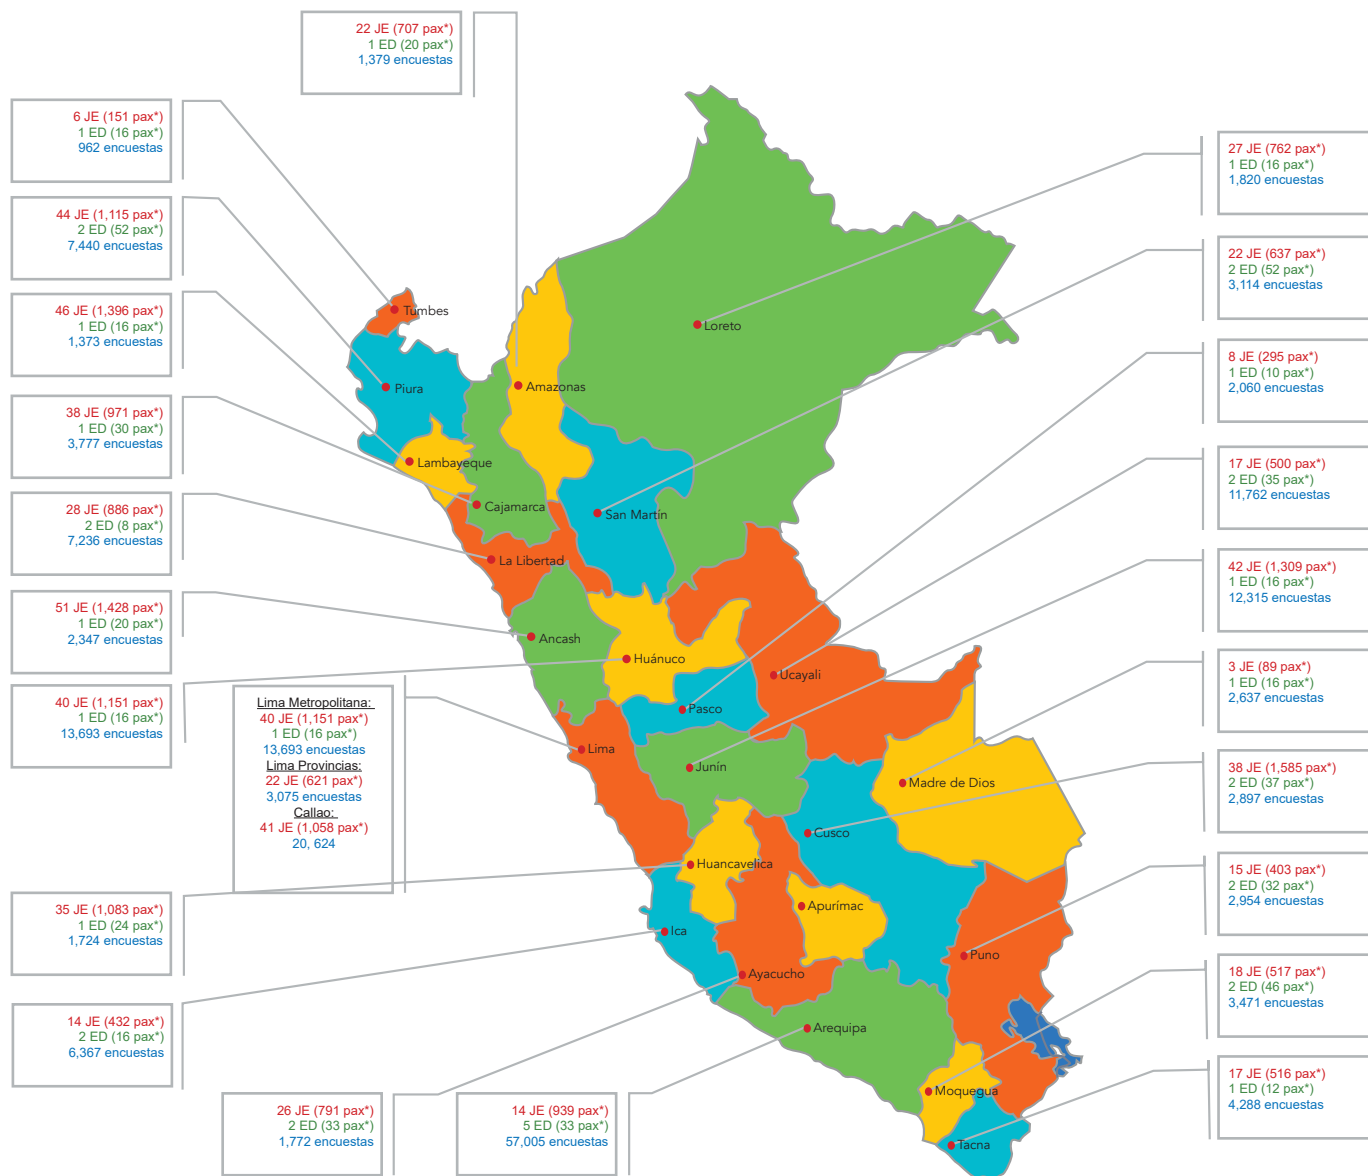 22 JE (707 pax*)
1 ED (20 pax*)
1,379 encuestas
6 JE (151 pax*)
1 ED (16 pax*)
962 encuestas
44 JE (1,115 pax*)
2 ED (52 pax*)
7,440 encuestas
46 JE (1,396 pax*)
1 ED (16 pax*)
1,373 encuestas
38 JE (971 pax*)
1 ED (30 pax*)
3,777 encuestas
28 JE (886 pax*)
2 ED (8 pax*)
7,236 encuestas
51 JE (1,428 pax*)
1 ED (20 pax*)
2,347 encuestas
40 JE (1,151 pax*)
1 ED (16 pax*)
13,693 encuestas
Lima Metropolitana:
40 JE (1,151 pax*)
1 ED (16 pax*)
13,693 encuestas
Lima Provincias:
22 JE (621 pax*)
3,075 encuestas
Callao:
41 JE (1,058 pax*)
20, 624
35 JE (1,083 pax*)
1 ED (24 pax*)
1,724 encuestas
14 JE (432 pax*)
2 ED (16 pax*)
6,367 encuestas
26 JE (791 pax*)
2 ED (33 pax*)
1,772 encuestas
14 JE (939 pax*)
5 ED (33 pax*)
57,005 encuestas
Tumbes
Piura
Lambayeque
Cajamarca
Amazonas
Loreto
San Martín
La Libertad
Ancash
Huánuco
Ucayali
Pasco
Lima
Junín
Madre de Dios
Cusco
Huancavelica
Apurímac
Ica
Ayacucho
Puno
Arequipa
Moquegua
Tacna
27 JE (762 pax*)
1 ED (16 pax*)
1,820 encuestas
22 JE (637 pax*)
2 ED (52 pax*)
3,114 encuestas
8 JE (295 pax*)
1 ED (10 pax*)
2,060 encuestas
17 JE (500 pax*)
2 ED (35 pax*)
11,762 encuestas
42 JE (1,309 pax*)
1 ED (16 pax*)
12,315 encuestas
3 JE (89 pax*)
1 ED (16 pax*)
2,637 encuestas
38 JE (1,585 pax*)
2 ED (37 pax*)
2,897 encuestas
15 JE (403 pax*)
2 ED (32 pax*)
2,954 encuestas
18 JE (517 pax*)
2 ED (46 pax*)
3,471 encuestas
17 JE (516 pax*)
1 ED (12 pax*)
4,288 encuestas